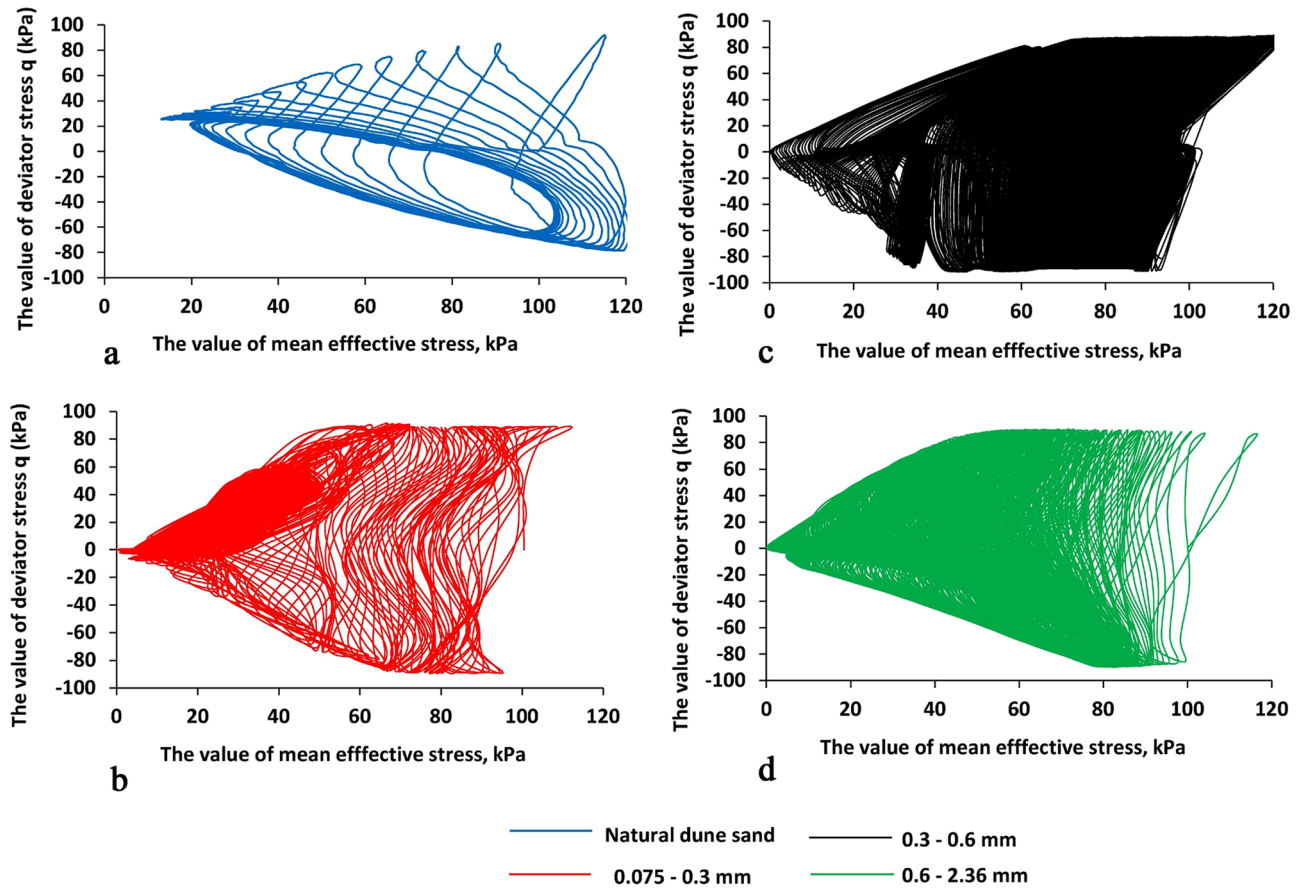 The value of deviator stress q (kPa)
100
80
60
40
20
0
-20
-40
-60
-80
-100
0 20 40 60 80 100 120
The value of mean efffective stress, kPa
a
The value of deviator stress q (kPa)
100
80
60
40
20
0
-20
-40
-60
-80
-100
0 20 40 60 80 100 120
The value of mean efffective stress, kPa
c
The value of deviator stress q (kPa)
100
80
60
40
20
0
-20
-40
-60
-80
-100
0 20 40 60 80 100 120
The value of mean efffective stress, kPa
b
The value of deviator stress q (kPa)
100
80
60
40
20
0
-20
-40
-60
-80
-100
0 20 40 60 80 100 120
The value of mean efffective stress, kPa
d
Natural dune sand
0.3 - 0.6 mm
0.075 - 0.3 mm
0.6 - 2.36 mm